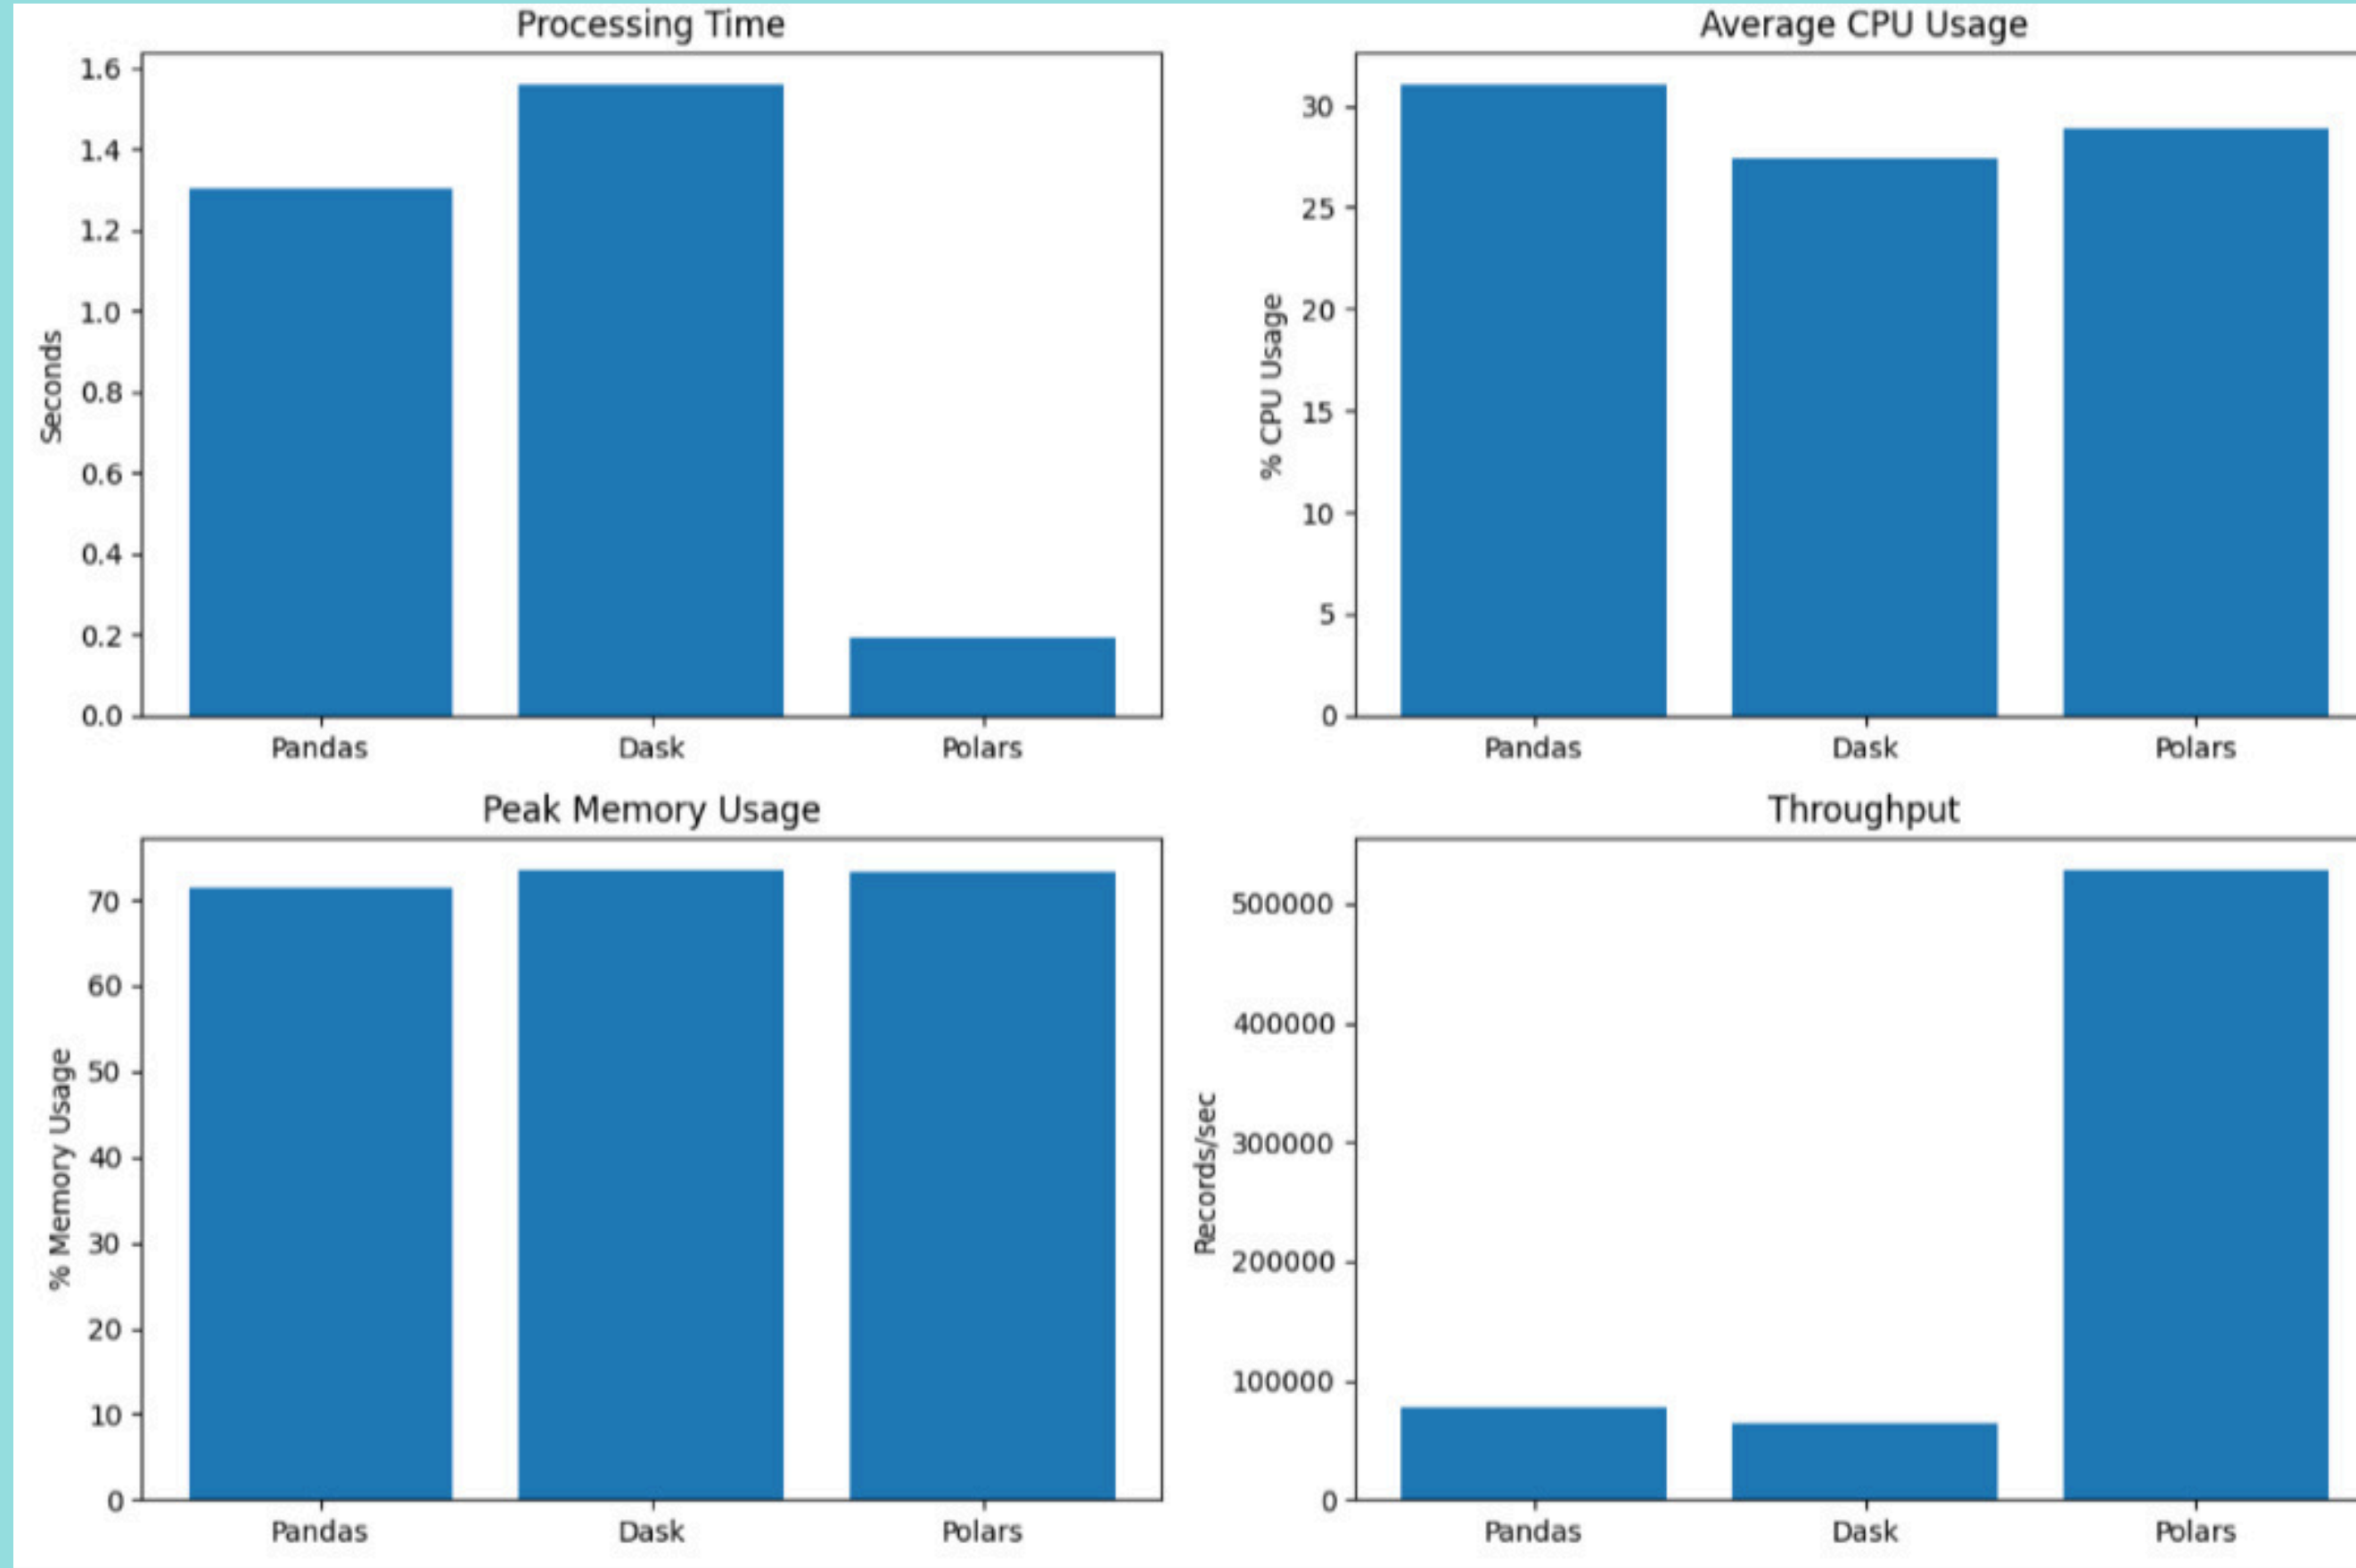 Processing Time
1.6
1.4
1.2
1.0
0.8
0.6
0.4
0.2
0.0
Seconds
Pandas Dask Polars
Average CPU Usage
30
25
20
15
10
5
0
% CPU Usage
Pandas Dask Polars
Peak Memory Usage
70
60
50
40
30
20
10
0
% Memory Usage
Pandas Dask Polars
Throughput
500000
400000
300000
200000
100000
0
Records/sec
Pandas Dask Polars